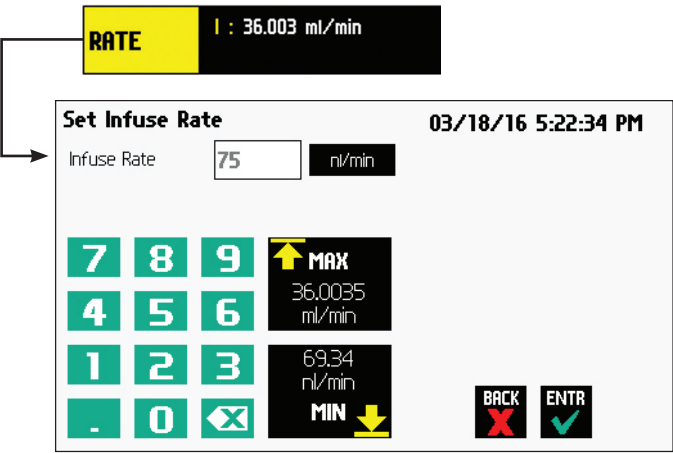 RATE
I : 36.003 ml/min
Set Infuse Rate
03/18/16 5:22:34 PM
Infuse Rate
75
nl/min
7 8 9
MAX
36.0035
ml/min
4 5 6
1 2 3
69.34
nl/min
MIN
. 0 X
BACK
X
ENTR